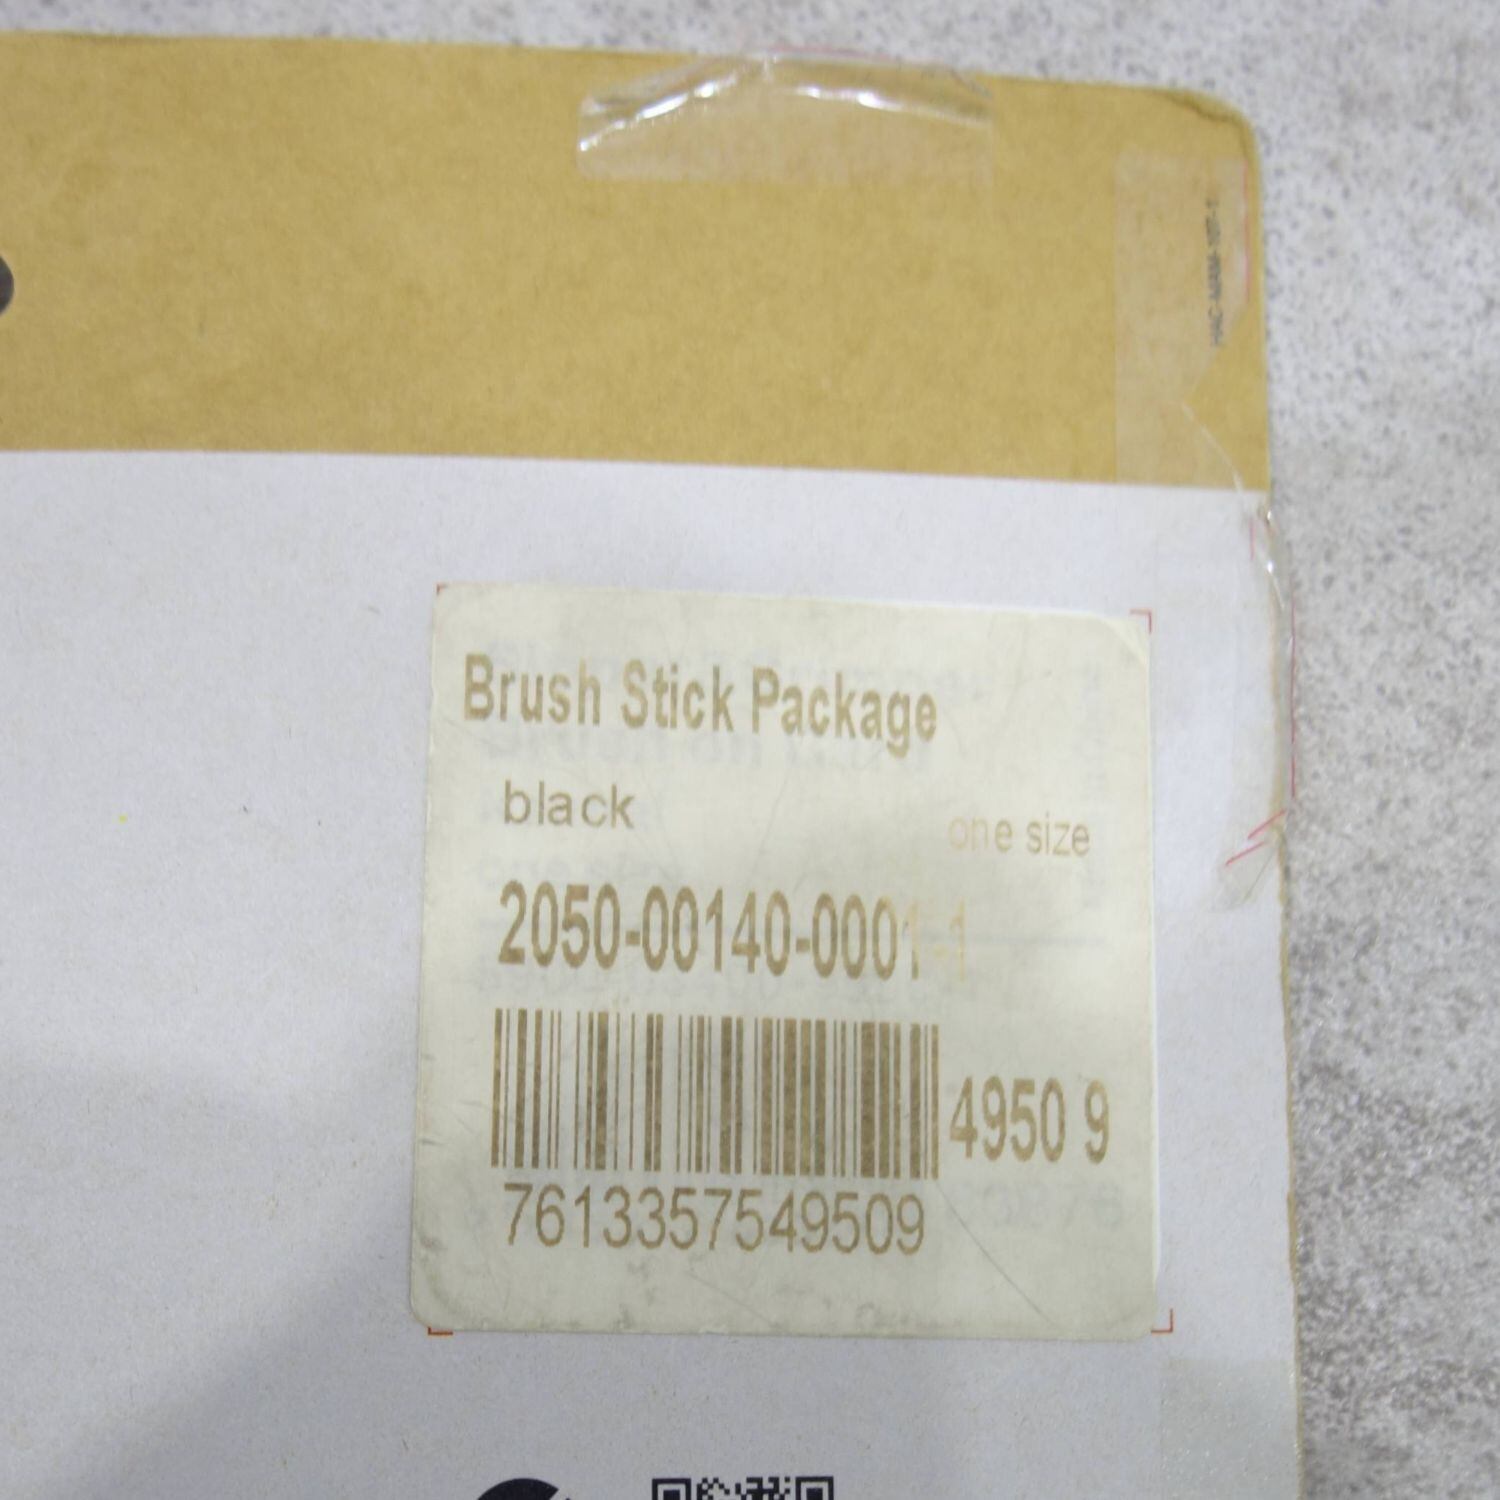 Brush Stick Package
black
one size
2050-00140-0001-1
4950 9
7613357549509